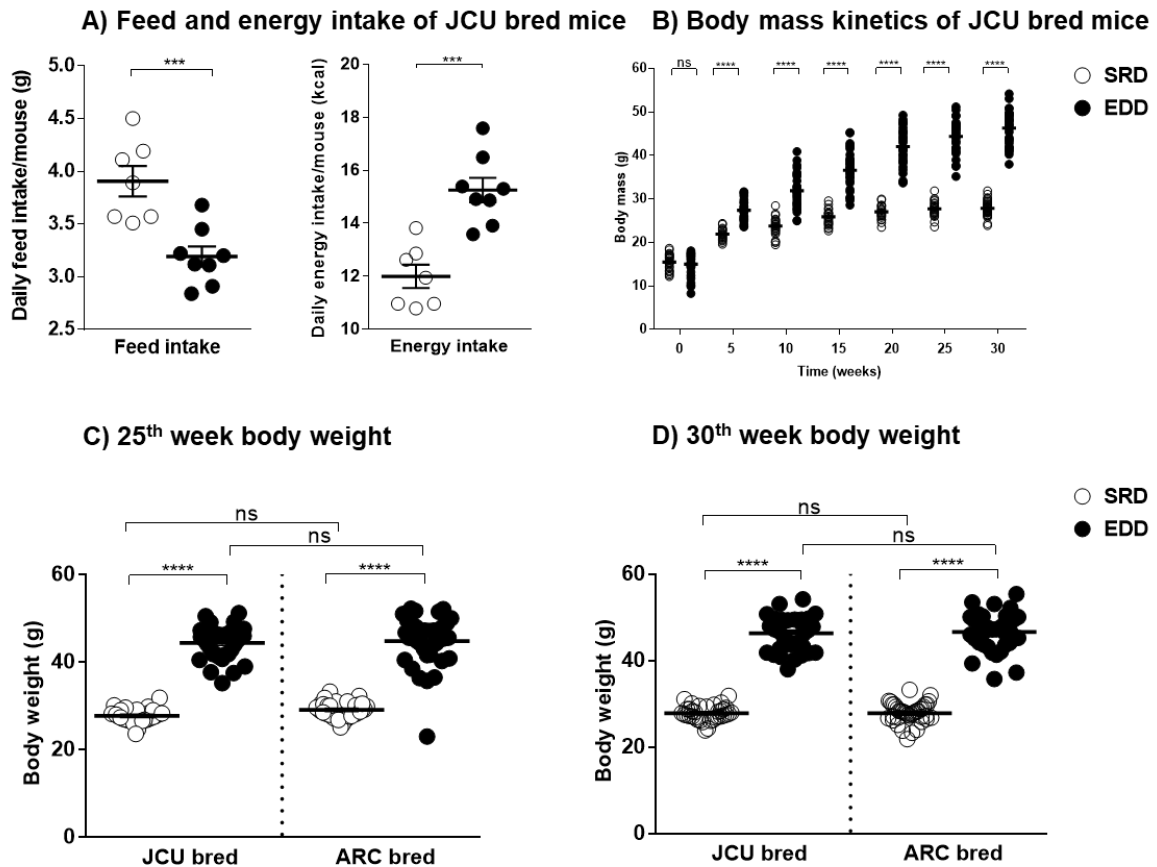 A) Feed and energy intake of JCU bred mice
B) Body mass kinetics of JCU bred mice
Daily feed intake/mouse (g)
5.0
4.5
4.0
3.5
3.0
2.5
***
Feed intake
Daily energy intake/mouse (kcal)
20
18
16
14
12
10
***
Energy intake
Body mass (g)
60
50
40
30
20
10
0
ns
****
****
****
****
****
****
0 5 10 15 20 25 30
Time (weeks)
SRD
EDD
C) 25th week body weight
Body weight (g)
60
40
20
0
ns
ns
****
****
JCU bred
ARC bred
D) 30th week body weight
SRD
EDD
Body weight (g)
60
40
20
0
ns
ns
****
****
JCU bred
ARC bred